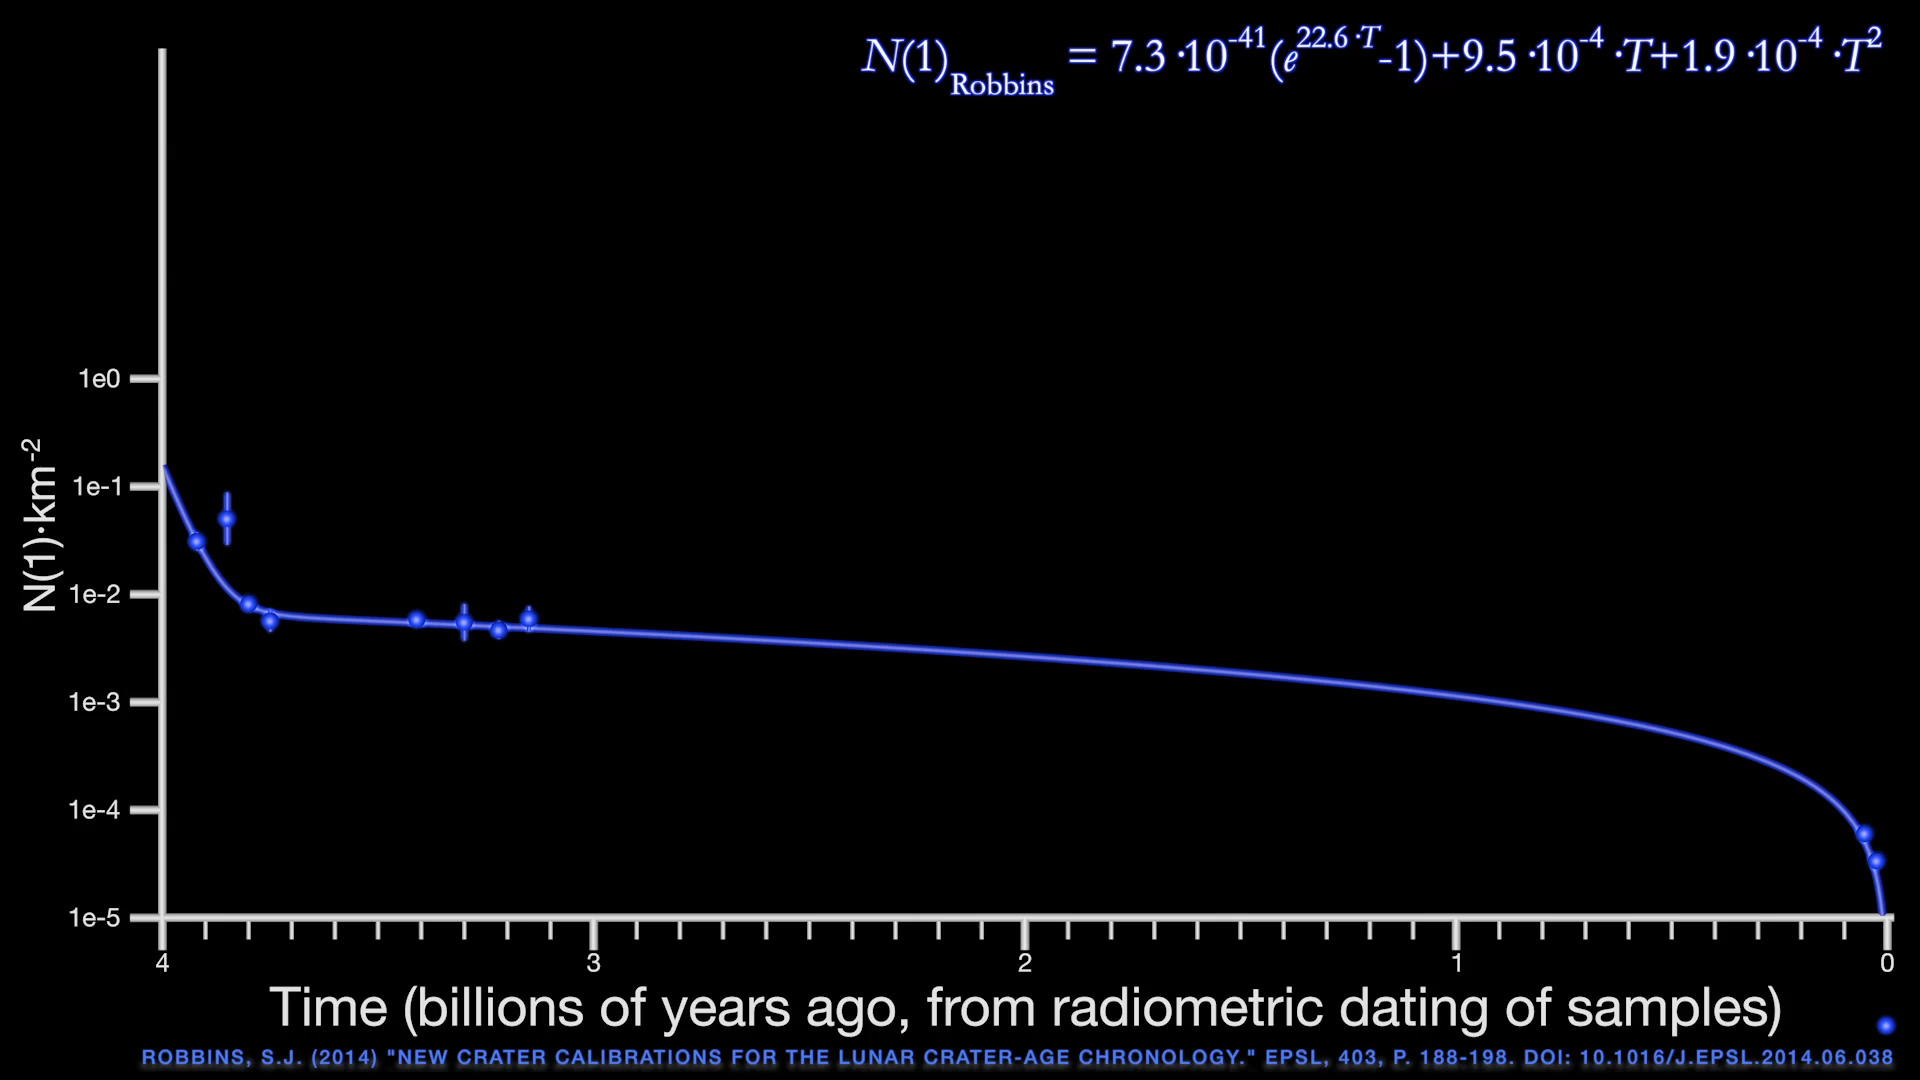 N(1)Robbins = 7.3 ·10-41(e22.6 ·T-1)+9.5 ·10-4 ·T+1.9 ·10-4 ·T2
1e0
1e-1
1e-2
1e-3
1e-4
1e-5
N(1)·km-2
4 3 2 1 0
Time (billions of years ago, from radiometric dating of samples)
ROBBINS, S.J. (2014) "NEW CRATER CALIBRATIONS FOR THE LUNAR CRATER-AGE CHRONOLOGY." EPSL, 403, P. 188-198. DOI: 10.1016/J.EPSL.2014.06.038